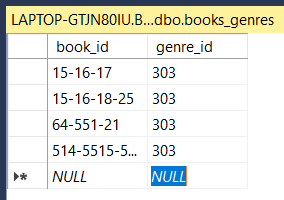 LAPTOP-GTJN80IU.B...dbo.books_genres
book_id genre_id
15-16-17 303
15-16-18-25 303
64-551-21 303
514-5515-5... 303
▶* NULL NULL